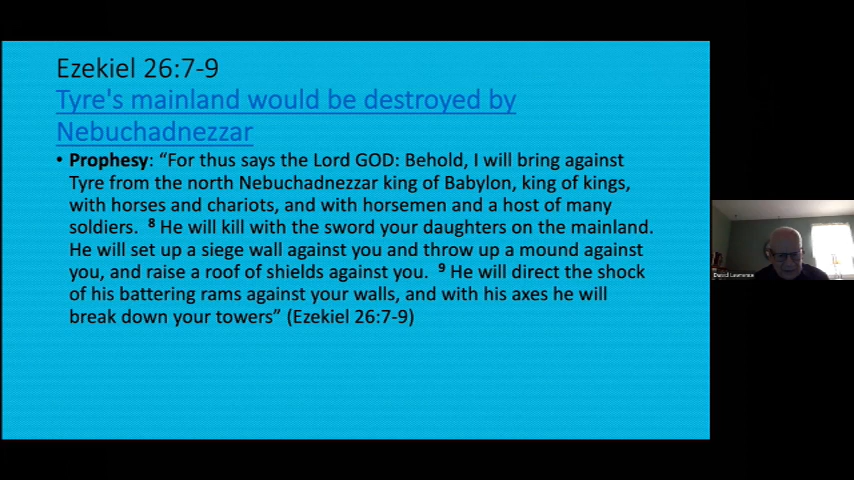 Ezekiel 26:7-9
Tyre's mainland would be destroyed by
Nebuchadnezzar
• Prophesy: “For thus says the Lord GOD: Behold, I will bring against
Tyre from the north Nebuchadnezzar king of Babylon, king of kings,
with horses and chariots, and with horsemen and a host of many
soldiers. 8 He will kill with the sword your daughters on the mainland.
He will set up a siege wall against you and throw up a mound against
you, and raise a roof of shields against you. 9 He will direct the shock
of his battering rams against your walls, and with his axes he will
break down your towers” (Ezekiel 26:7-9)